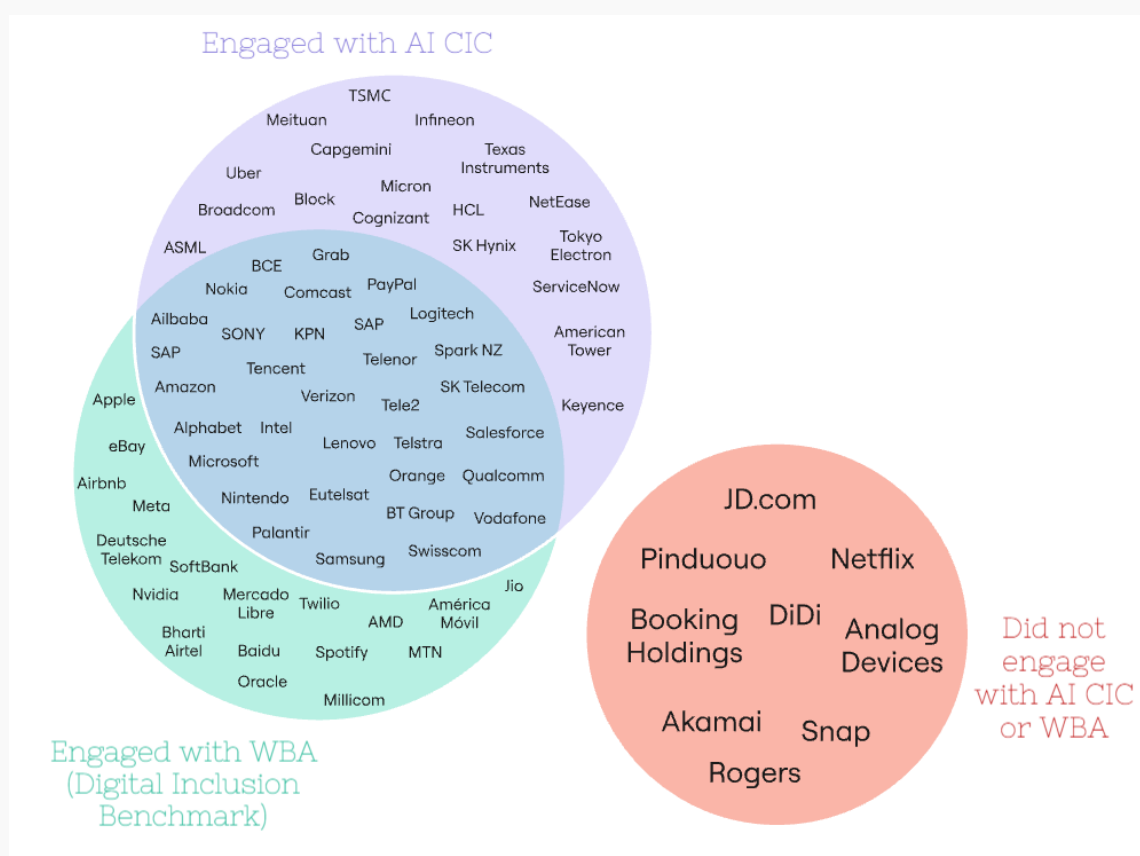 Engaged with AI CIC
TSMC
Meituan
Infineon
Capgemini
Texas
Instruments
Uber
Micron
Block
NetEase
Broadcom
HCL
Cognizant
ASML
SK Hynix
Tokyo
Electron
ServiceNow
American
Tower
Keyence
Grab
BCE
PayPal
Nokia
Comcast
Logitech
Ailbaba
SONY
KPN
SAP
SAP
Spark NZ
Telenor
Tencent
Amazon
SK Telecom
Verizon
Tele2
Alphabet
Intel
Salesforce
Lenovo
Telstra
Microsoft
Orange
Qualcomm
Nintendo
Eutelsat
BT Group
Vodafone
Palantir
Samsung
Swisscom
Apple
eBay
Airbnb
Meta
Deutsche
Telekom
SoftBank
Jio
Nvidia
Mercado
Libre
Twilio
América
Móvil
AMD
Bharti
Airtel
Baidu
Spotify
MTN
Oracle
Millicom
Engaged with WBA
(Digital Inclusion
Benchmark)
JD.com
Pinduouo
Netflix
Booking
Holdings
DiDi
Analog
Devices
Akamai
Snap
Rogers
Did not
engage
with AI CIC
or WBA